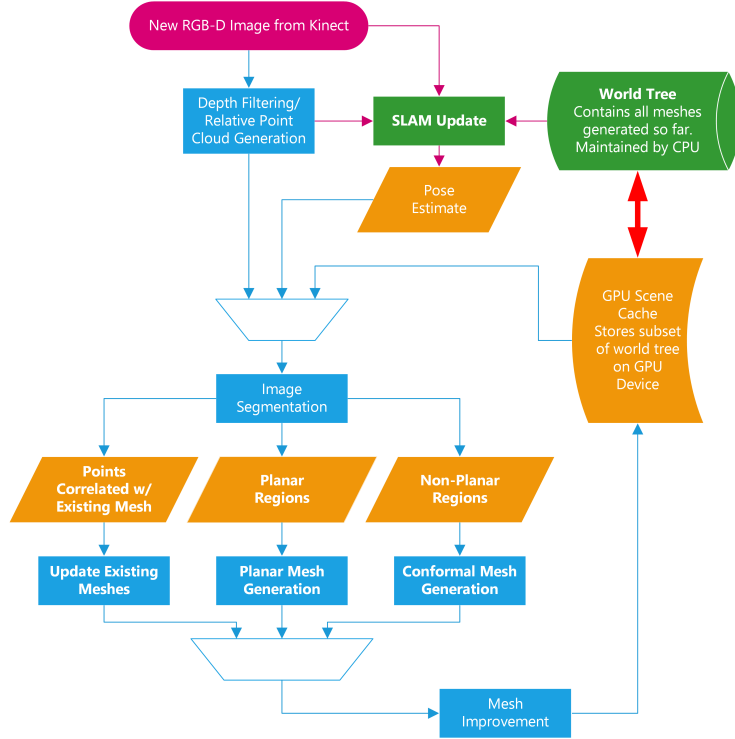 New RGB-D Image from Kinect
Depth Filtering/
Relative Point
Cloud Generation
SLAM Update
World Tree
Contains all meshes
generated so far.
Maintained by CPU
Pose
Estimate
GPU Scene
Cache
Stores subset
of world tree
on GPU
Device
Image
Segmentation
Points
Correlated w/
Existing Mesh
Planar
Regions
Non-Planar
Regions
Update Existing
Meshes
Planar Mesh
Generation
Conformal Mesh
Generation
Mesh
Improvement